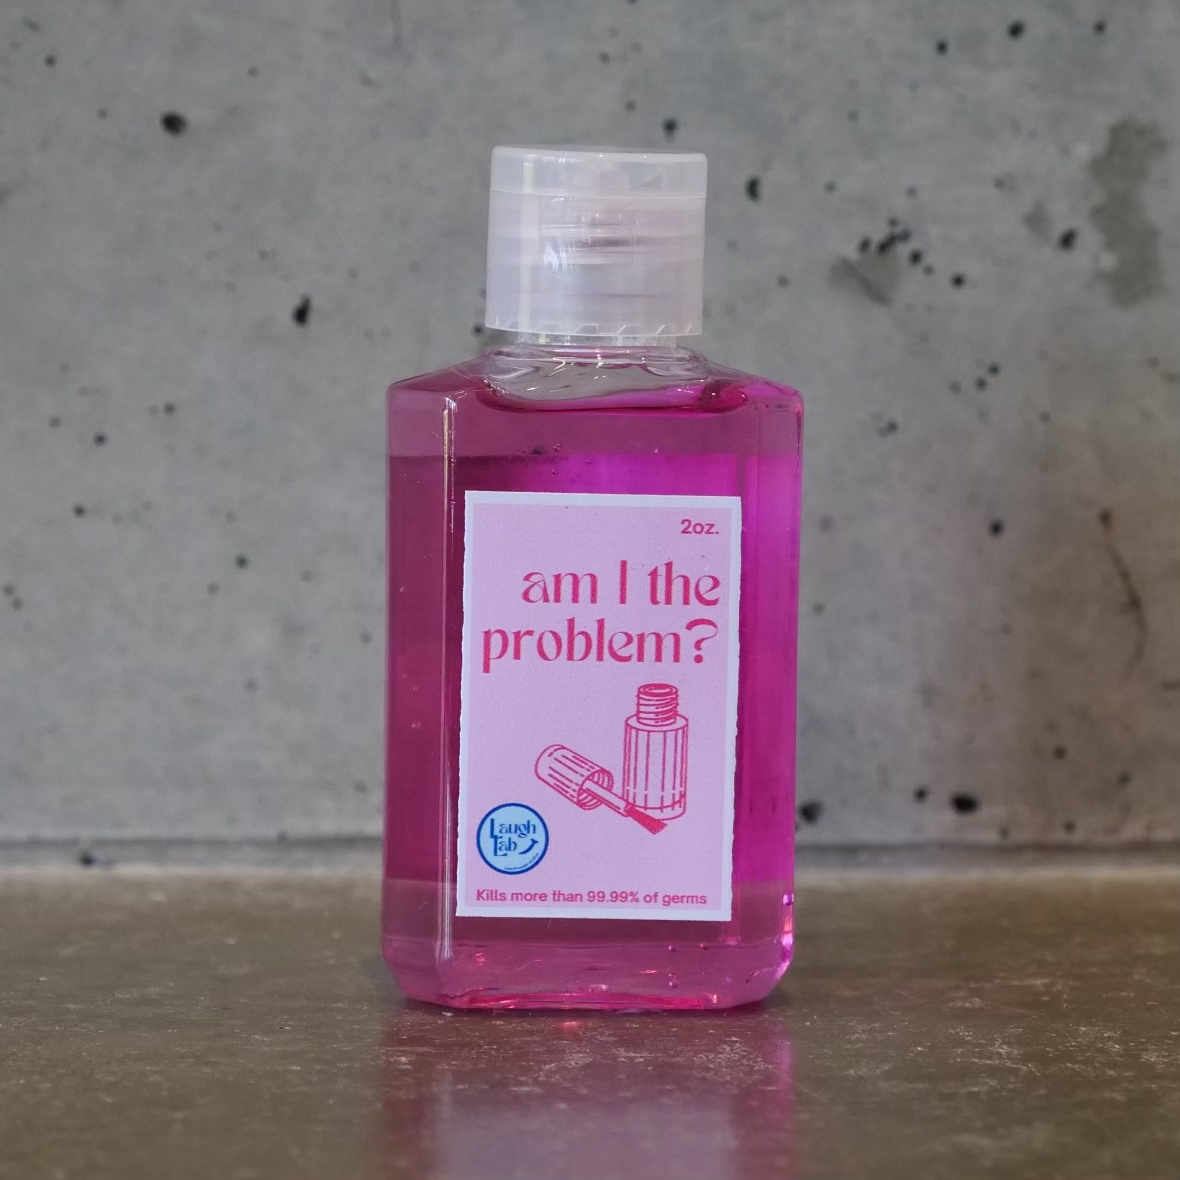 2oz.
am I the
problem?
Laugh
Lab
Kills more than 99.99% of germs